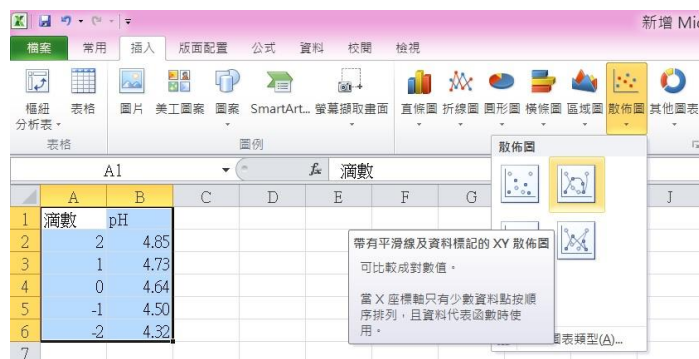 新增 Mic
檔案 常用 插入 版面配置 公式 資料 校閱 檢視
樞紐分析表 表格 圖片 美工圖案 圖案 SmartArt... 螢幕擷取畫面 直條圖 折線圖 圓形圖 橫條圖 區域圖 散佈圖 其他圖表
表格 圖例
散佈圖
A1 fx 滴數
A B C D E F G J
1 滴數 pH
2 2 4.85
3 1 4.73
4 0 4.64
5 -1 4.50
6 -2 4.32
7
帶有平滑線及資料標記的 XY 散佈圖
可比較成對數值。
當 X 座標軸只有少數資料點按順
序排列，且資料代表函數時使
用。
圖表類型(A)...